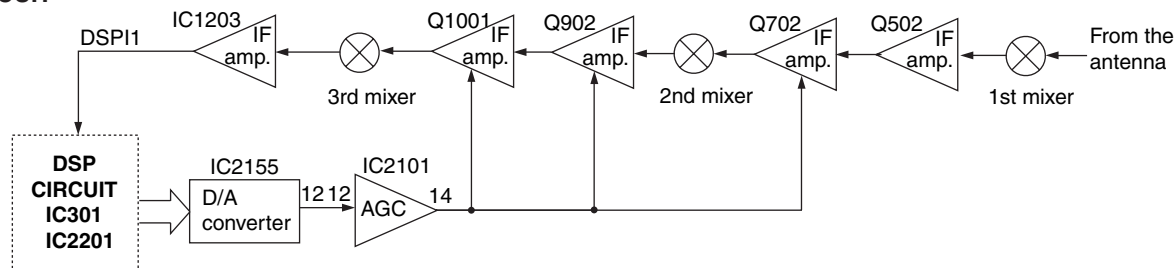 IC1203
Q1001
Q902
Q702
Q502
DSPI1
IF
amp.
IF
amp.
IF
amp.
IF
amp.
IF
amp.
From the
antenna
3rd mixer
2nd mixer
1st mixer
DSP
CIRCUIT
IC301
IC2201
IC2155
D/A
converter
12 12
IC2101
AGC
14